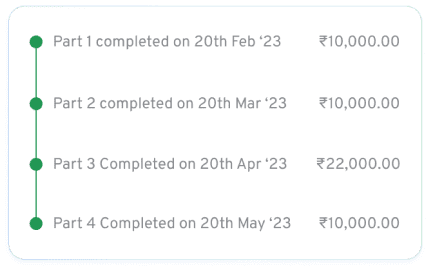 Part 1 completed on 20th Feb ‘23 ₹10,000.00
Part 2 completed on 20th Mar ‘23 ₹10,000.00
Part 3 Completed on 20th Apr ‘23 ₹22,000.00
Part 4 Completed on 20th May ‘23 ₹10,000.00